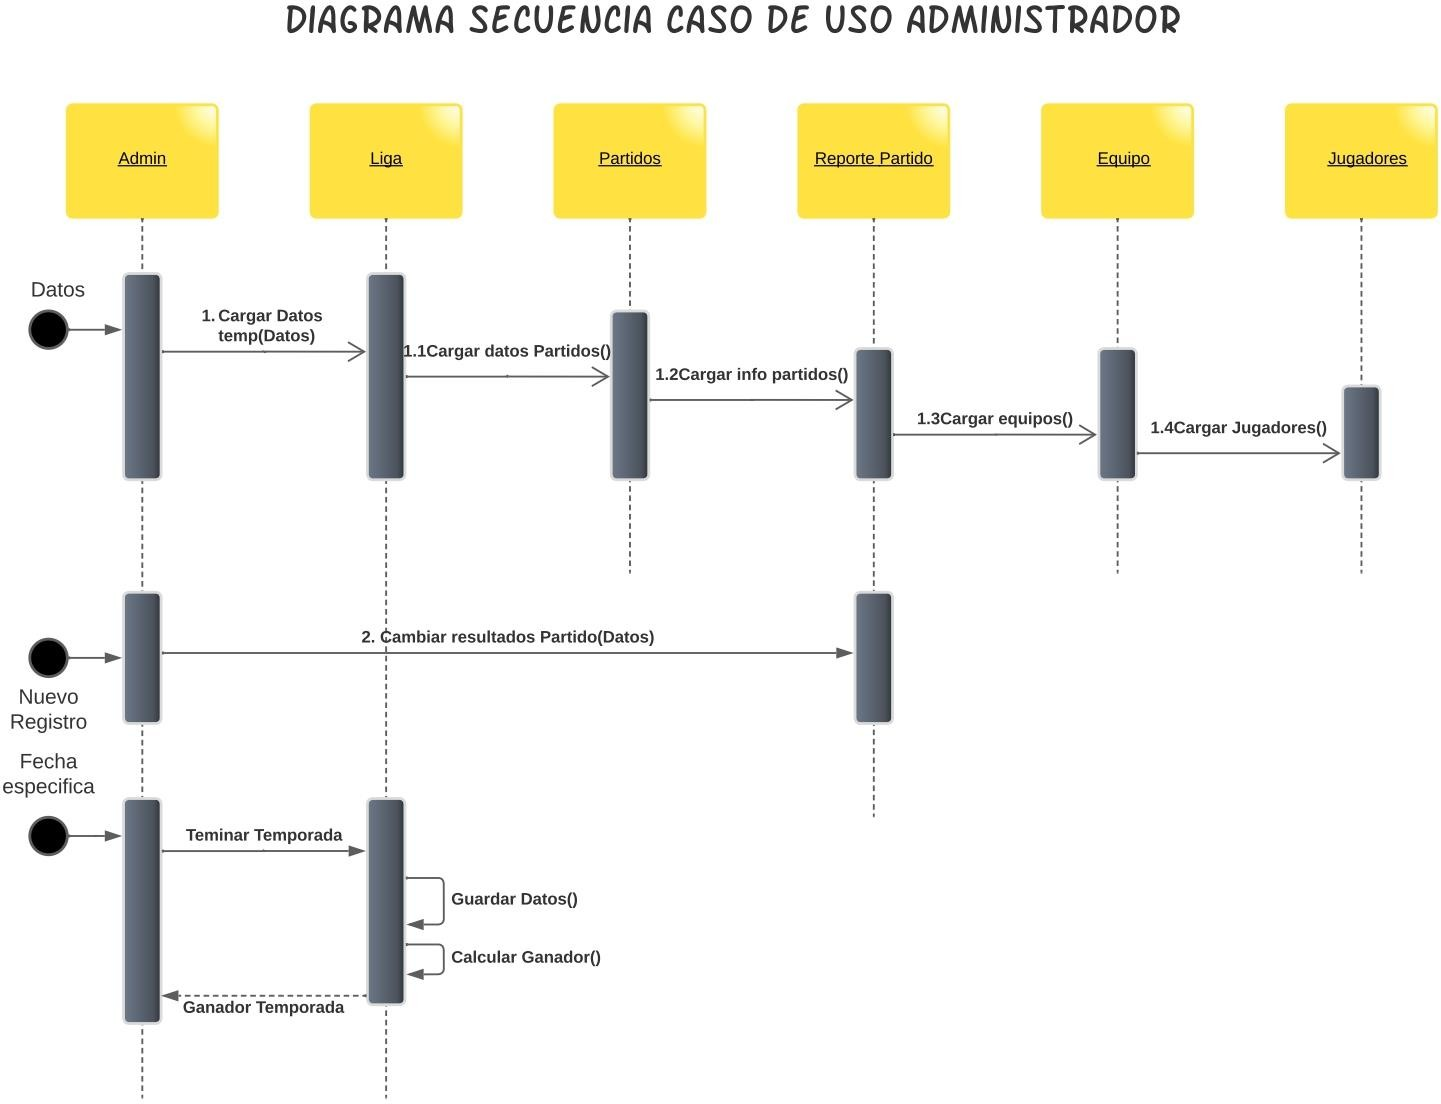 DIAGRAMA SECUENCIA CASO DE USO ADMINISTRADOR
Admin
Liga
Partidos
Reporte Partido
Equipo
Jugadores
Datos
1. Cargar Datos
temp(Datos)
1.1Cargar datos Partidos()
1.2Cargar info partidos()
1.3Cargar equipos()
1.4Cargar Jugadores()
2. Cambiar resultados Partido(Datos)
Nuevo
Registro
Fecha
especifica
Teminar Temporada
Guardar Datos()
Calcular Ganador()
Ganador Temporada